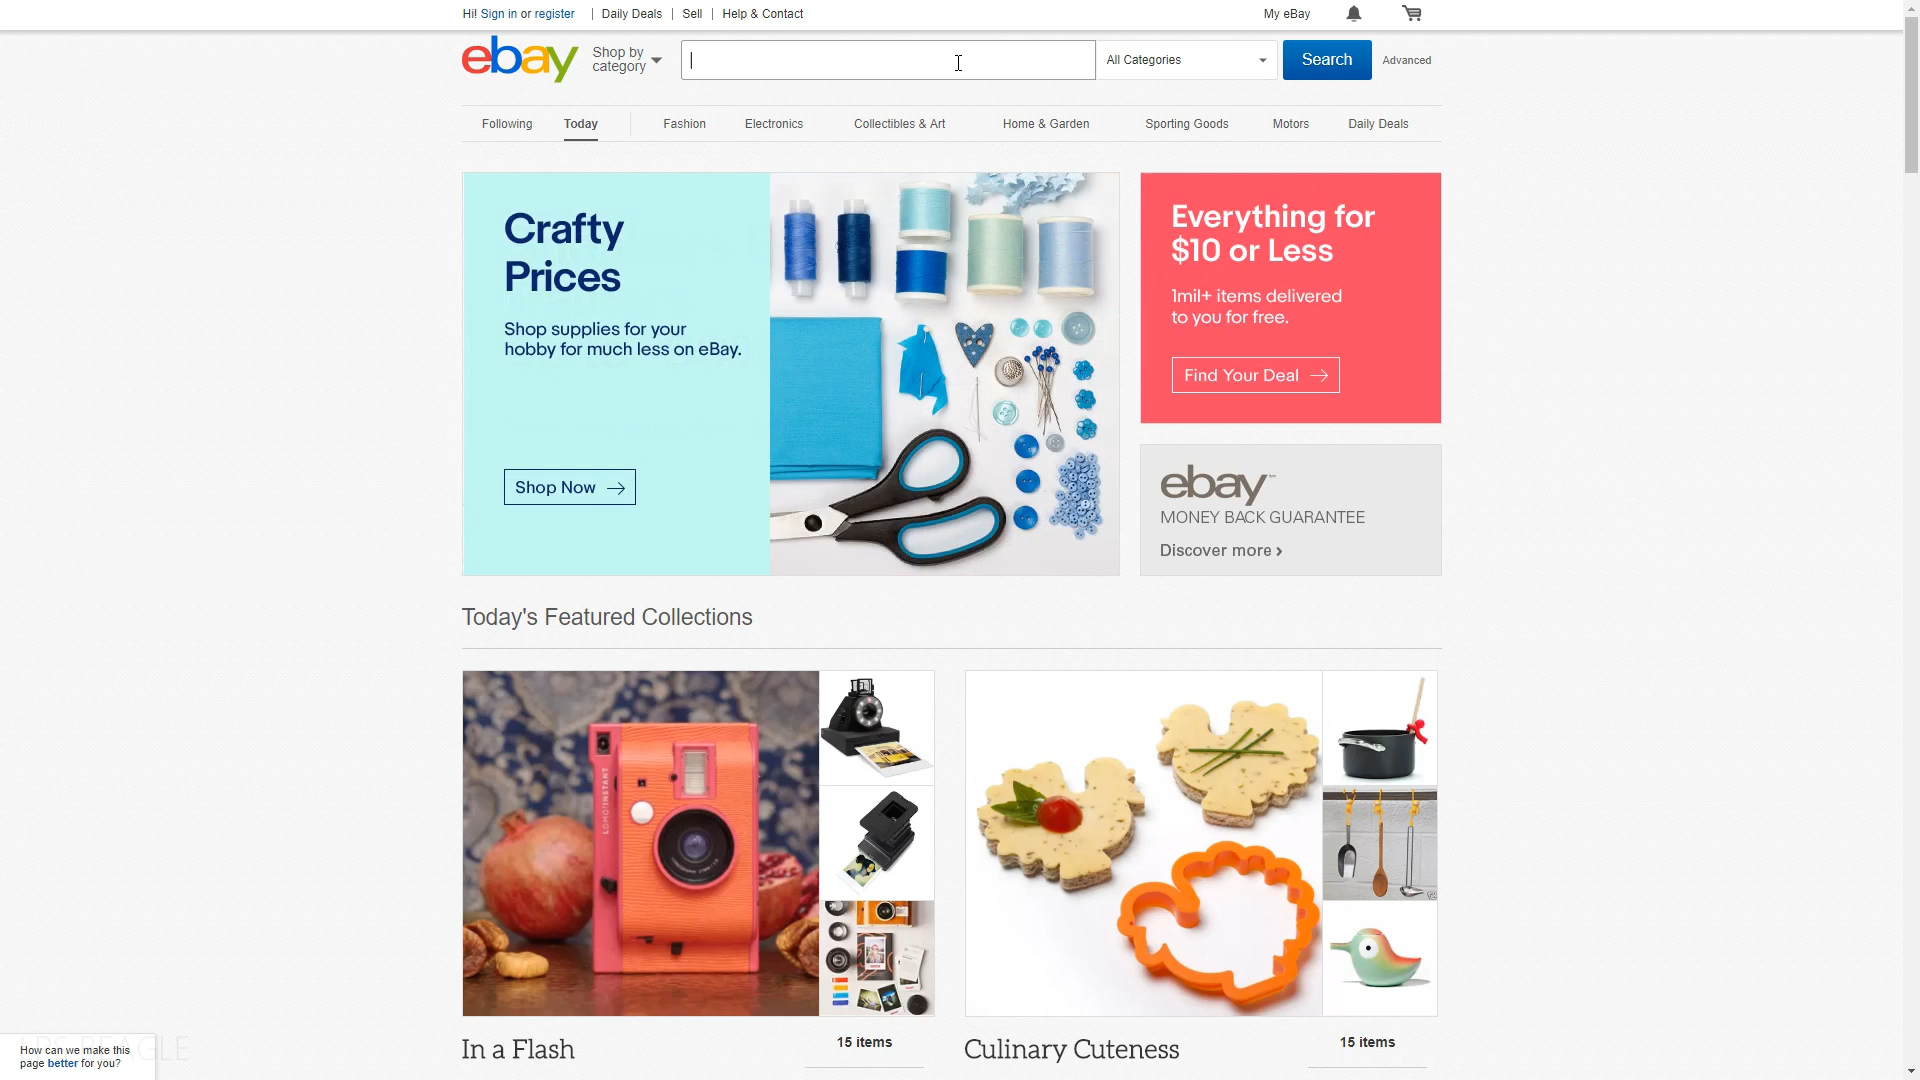 Hi! Sign in or register | Daily Deals | Sell | Help & Contact
My eBay
ebay
Shop by
category
All Categories
Search
Advanced
Following
Today
Fashion
Electronics
Collectibles & Art
Home & Garden
Sporting Goods
Motors
Daily Deals
Crafty
Prices
Shop supplies for your
hobby for much less on eBay.
Shop Now
Everything for
$10 or Less
1mil+ items delivered
to you for free.
Find Your Deal
ebay
MONEY BACK GUARANTEE
Discover more
Today's Featured Collections
LOMO'INSTANT
In a Flash
15 items
Culinary Cuteness
15 items
How can we make this
page better for you?